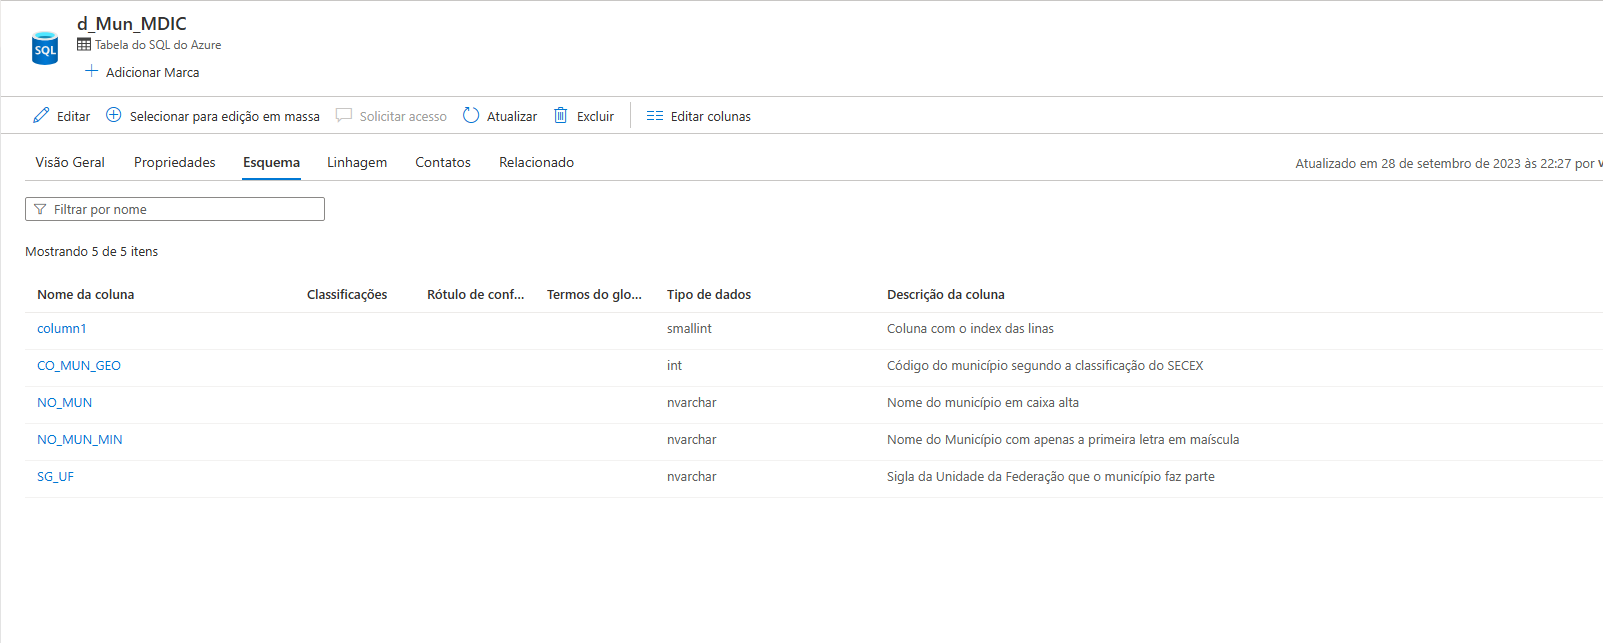 d_Mun_MDIC
SQL
Tabela do SQL do Azure
Adicionar Marca
Editar Selecionar para edição em massa Solicitar acesso Atualizar Excluir Editar colunas
Visão Geral Propriedades Esquema Linhagem Contatos Relacionado Atualizado em 28 de setembro de 2023 às 22:27 por
Filtrar por nome
Mostrando 5 de 5 itens
Nome da coluna Classificações Rótulo de conf... Termos do glo... Tipo de dados Descrição da coluna
column1 smallint Coluna com o index das linas
CO_MUN_GEO int Código do município segundo a classificação do SECEX
NO_MUN nvarchar Nome do município em caixa alta
NO_MUN_MIN nvarchar Nome do Município com apenas a primeira letra em maíscula
SG_UF nvarchar Sigla da Unidade da Federação que o município faz parte